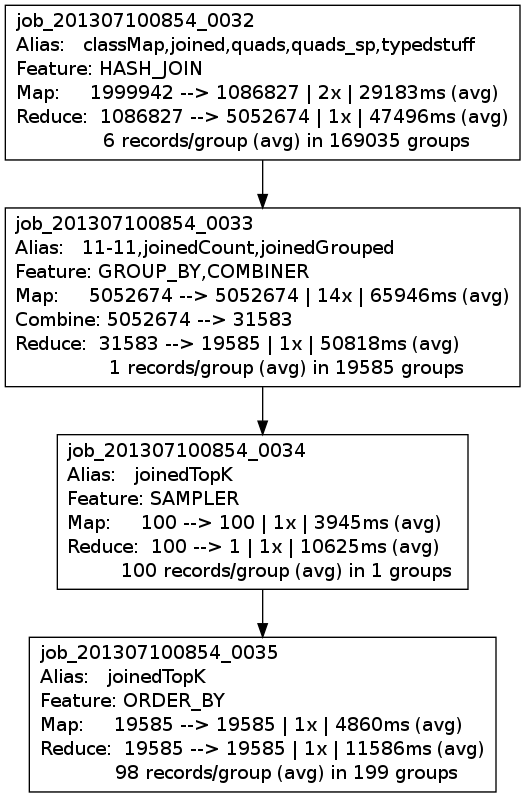 job_201307100854_0032
Alias: classMap,joined,quads,quads_sp,typedstuff
Feature: HASH_JOIN
Map: 1999942 --> 1086827 | 2x | 29183ms (avg)
Reduce: 1086827 --> 5052674 | 1x | 47496ms (avg)
6 records/group (avg) in 169035 groups
job_201307100854_0033
Alias: 11-11,joinedCount,joinedGrouped
Feature: GROUP_BY,COMBINER
Map: 5052674 --> 5052674 | 14x | 65946ms (avg)
Combine: 5052674 --> 31583
Reduce: 31583 --> 19585 | 1x | 50818ms (avg)
1 records/group (avg) in 19585 groups
job_201307100854_0034
Alias: joinedTopK
Feature: SAMPLER
Map: 100 --> 100 | 1x | 3945ms (avg)
Reduce: 100 --> 1 | 1x | 10625ms (avg)
100 records/group (avg) in 1 groups
job_201307100854_0035
Alias: joinedTopK
Feature: ORDER_BY
Map: 19585 --> 19585 | 1x | 4860ms (avg)
Reduce: 19585 --> 19585 | 1x | 11586ms (avg)
98 records/group (avg) in 199 groups